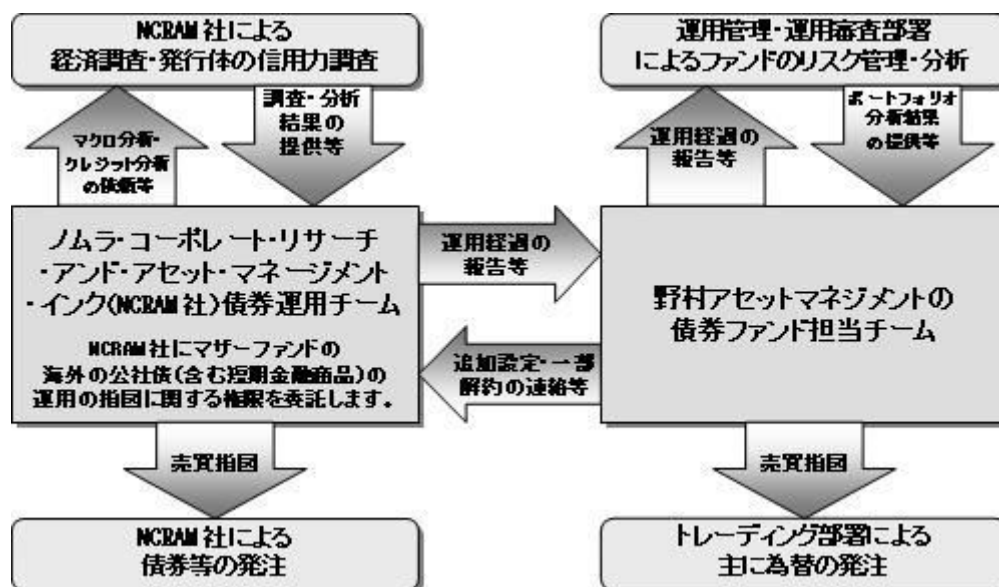 NCRAM社による
経済調査・発行体の信用力調査
運用管理・運用審査部署
によるファンドのリスク管理・分析
マクロ分析・
クレジット分析
の依頼等
調査・分析
結果の
提供等
運用経過の
報告等
ポートフォリオ
分析結果
の提供等
ノムラ・コーポレート・リサーチ
・アンド・アセット・マネージメント
・インク(NCRAM社)債券運用チーム
NCRAM社にマザーファンドの
海外の公社債(含む短期金融商品)の
運用の指図に関する権限を委託します。
運用経過の
報告等
追加設定・一部
解約の連絡等
野村アセットマネジメントの
債券ファンド担当チーム
売買指図
売買指図
NCRAM社による
債券等の発注
トレーディング部署による
主に為替の発注